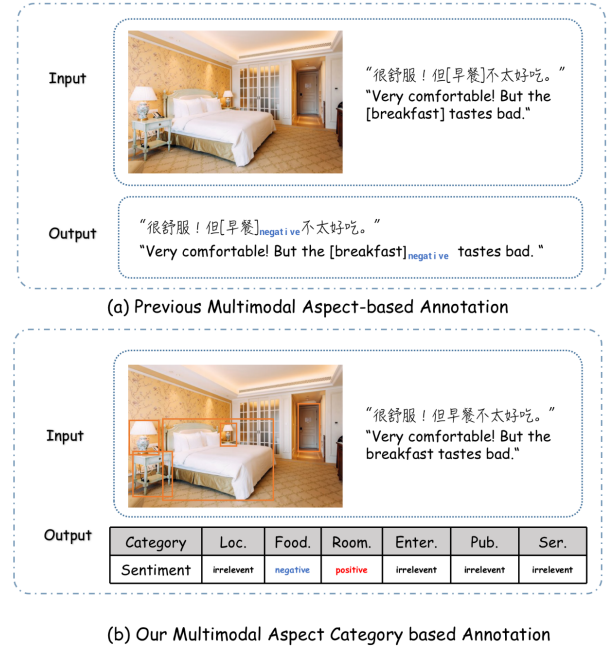 Input
“很舒服！但[早餐]不太好吃。”
“Very comfortable! But the
[breakfast] tastes bad.“
Output
“很舒服！但[早餐]negative不太好吃。”
“Very comfortable! But the [breakfast]negative tastes bad. “
(a) Previous Multimodal Aspect-based Annotation
Input
“很舒服！但早餐不太好吃。”
“Very comfortable! But the
breakfast tastes bad.“
Output
Category Loc. Food. Room. Enter. Pub. Ser.
Sentiment irrelevent negative positive irrelevent irrelevent irrelevent
(b) Our Multimodal Aspect Category based Annotation